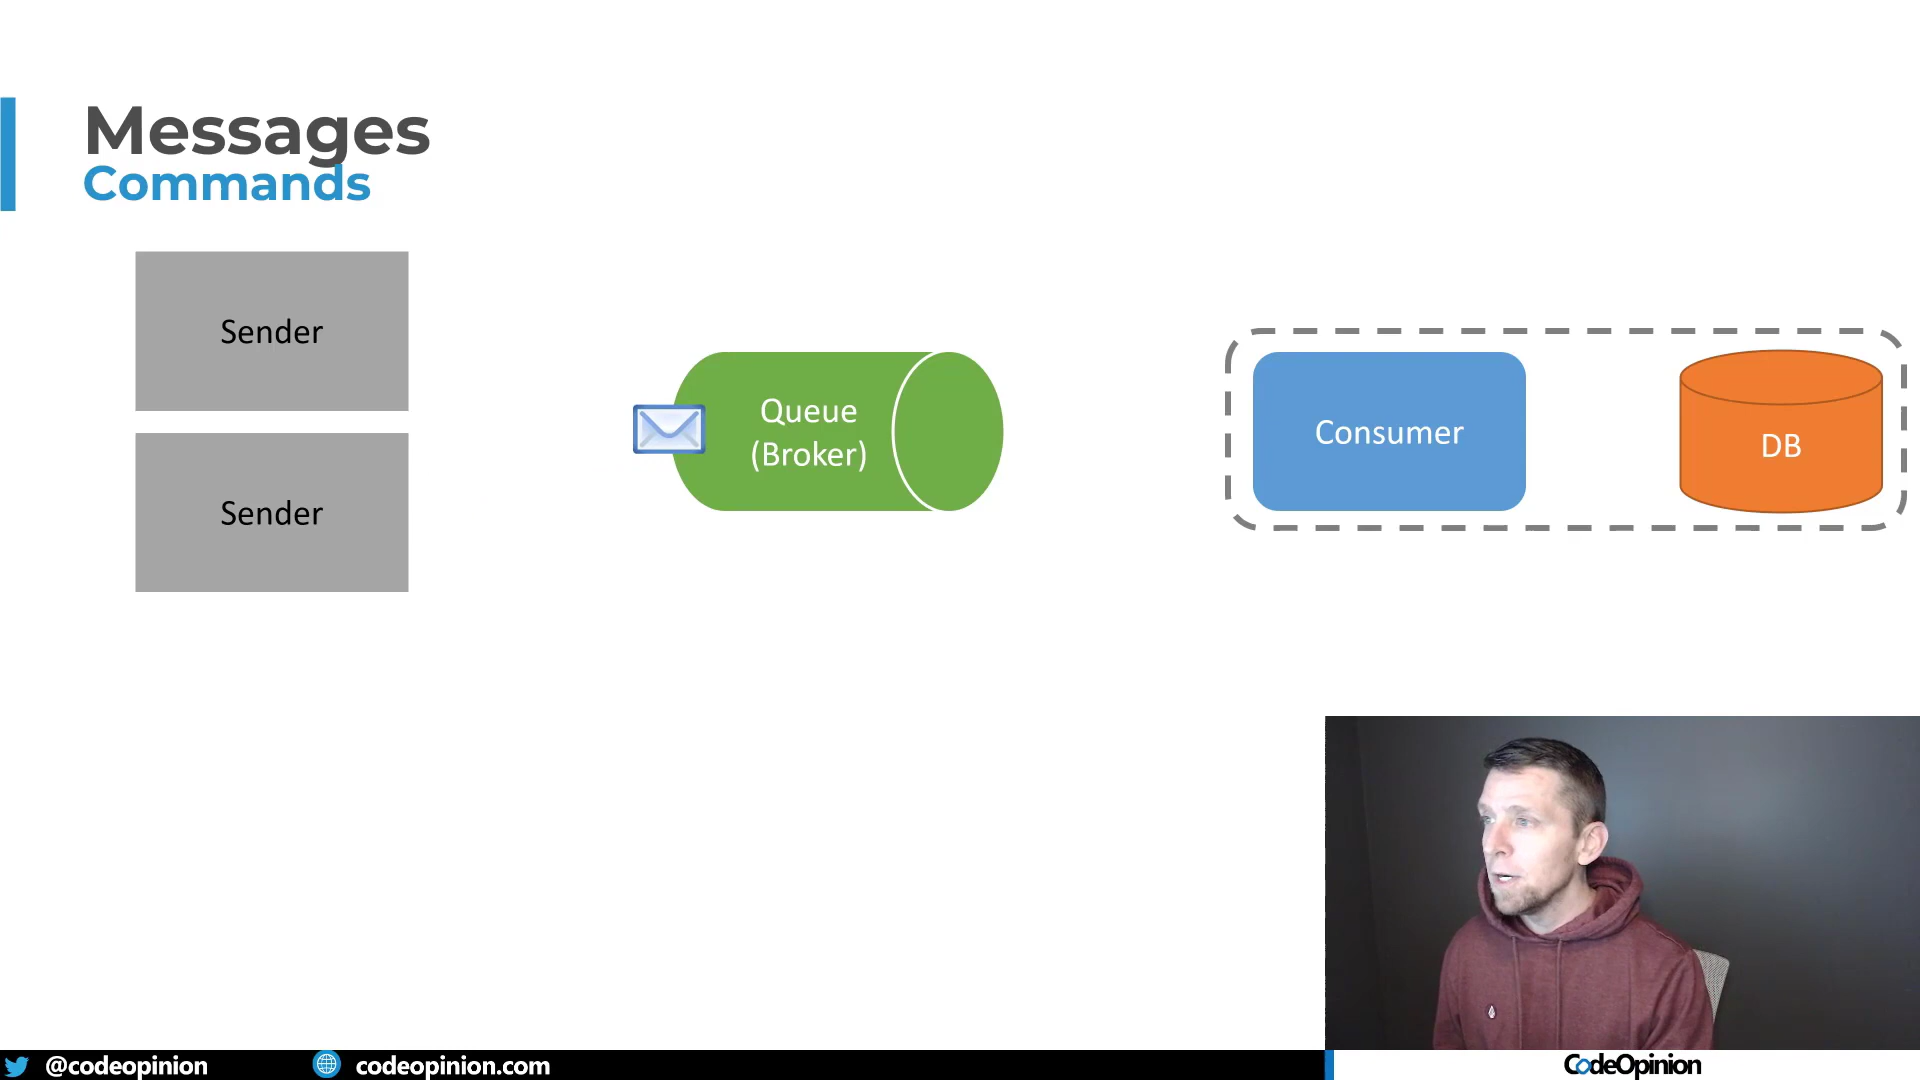 Messages
Commands
Sender
Sender
Queue
(Broker)
Consumer
DB
@codeopinion
codeopinion.com
CodeOpinion